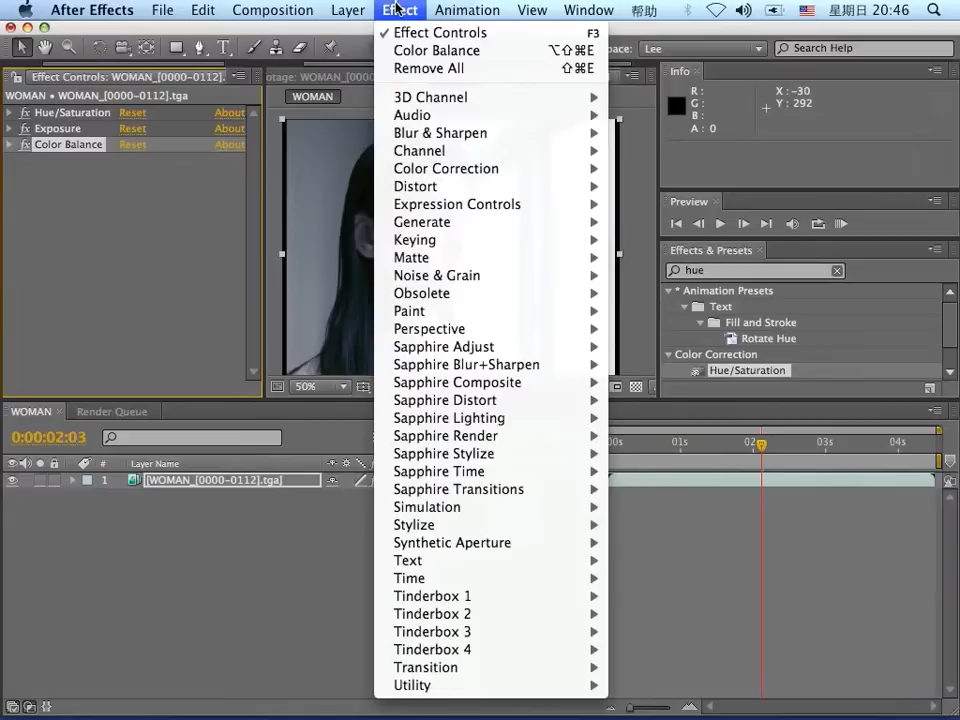 After Effects File Edit Composition Layer Effect Animation View Window 帮助 星期日 20:46
Effect Controls F3
Color Balance ⌥⇧⌘E
Remove All ⇧⌘E
3D Channel
Audio
Blur & Sharpen
Channel
Color Correction
Distort
Expression Controls
Generate
Keying
Matte
Noise & Grain
Obsolete
Paint
Perspective
Sapphire Adjust
Sapphire Blur+Sharpen
Sapphire Composite
Sapphire Distort
Sapphire Lighting
Sapphire Render
Sapphire Stylize
Sapphire Time
Sapphire Transitions
Simulation
Stylize
Synthetic Aperture
Text
Time
Tinderbox 1
Tinderbox 2
Tinderbox 3
Tinderbox 4
Transition
Utility
Effect Controls: WOMAN_[0000-0112].
WOMAN • WOMAN_[0000-0112].tga
Hue/Saturation Reset About
Exposure Reset About
Color Balance Reset About
otage: WOMAN_[0
WOMAN
50%
pace: Lee
Search Help
Info
R:
G:
B:
A: 0
X: -30
Y: 292
Preview
Effects & Presets
hue
* Animation Presets
Text
Fill and Stroke
Rotate Hue
Color Correction
Hue/Saturation
WOMAN Render Queue
0:00:02:03
# Layer Name
1 [WOMAN_[0000-0112].tga]
00s 01s 02 03s 04s